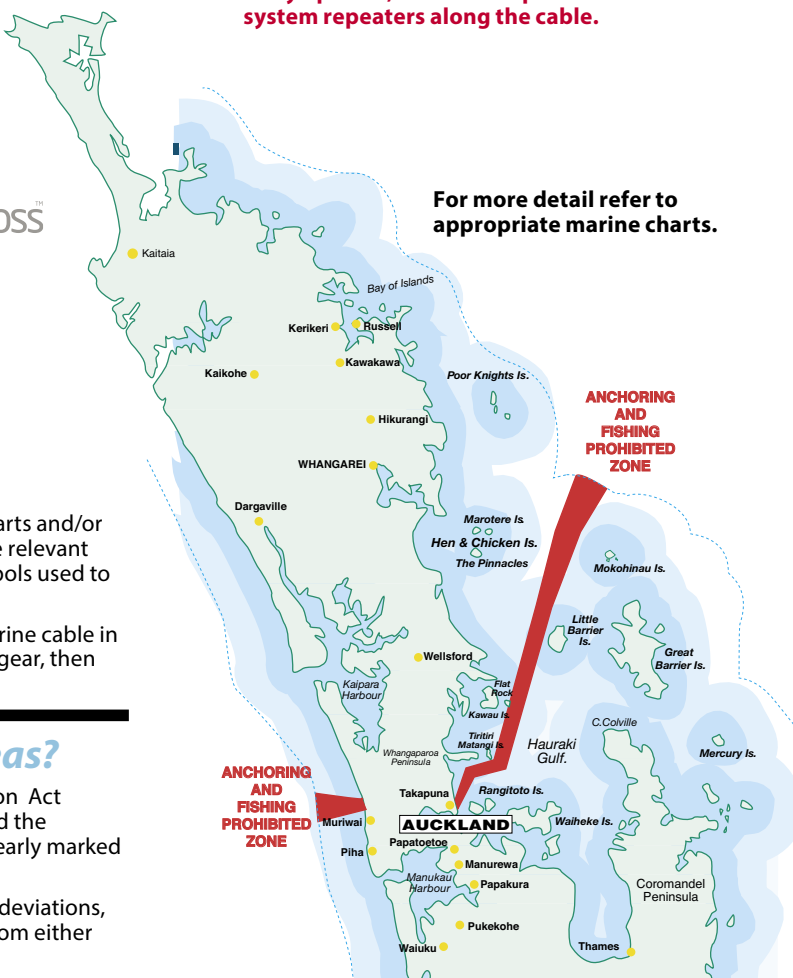 system repeaters along the cable.
For more detail refer to
appropriate marine charts.
oss™
Kaitaia
Bay of Islands
Kerikeri
Russell
Kawakawa
Kaikohe
Poor Knights Is.
Hikurangi
ANCHORING
AND
FISHING
PROHIBITED
ZONE
WHANGAREI
Dargaville
Marotere Is.
Hen & Chicken Is.
The Pinnacles
Mokohinau Is.
arts and/or
e relevant
ools used to
rine cable in
gear, then
Little
Barrier
Is.
Great
Barrier Is.
Wellsford
Kaipara
Harbour
Flat
Rock
Kawau Is.
Tiritiri
Matangi Is.
Whangaparoa
Peninsula
Hauraki
Gulf.
C.Colville
Mercury Is.
eas?
on Act
d the
early marked
deviations,
om either
ANCHORING
AND
FISHING
PROHIBITED
ZONE
Takapuna
Rangitoto Is.
Muriwai
AUCKLAND
Waiheke Is.
Piha
Papatoetoe
Manurewa
Manukau
Harbour
Papakura
Coromandel
Peninsula
Pukekohe
Waiuku
Thames